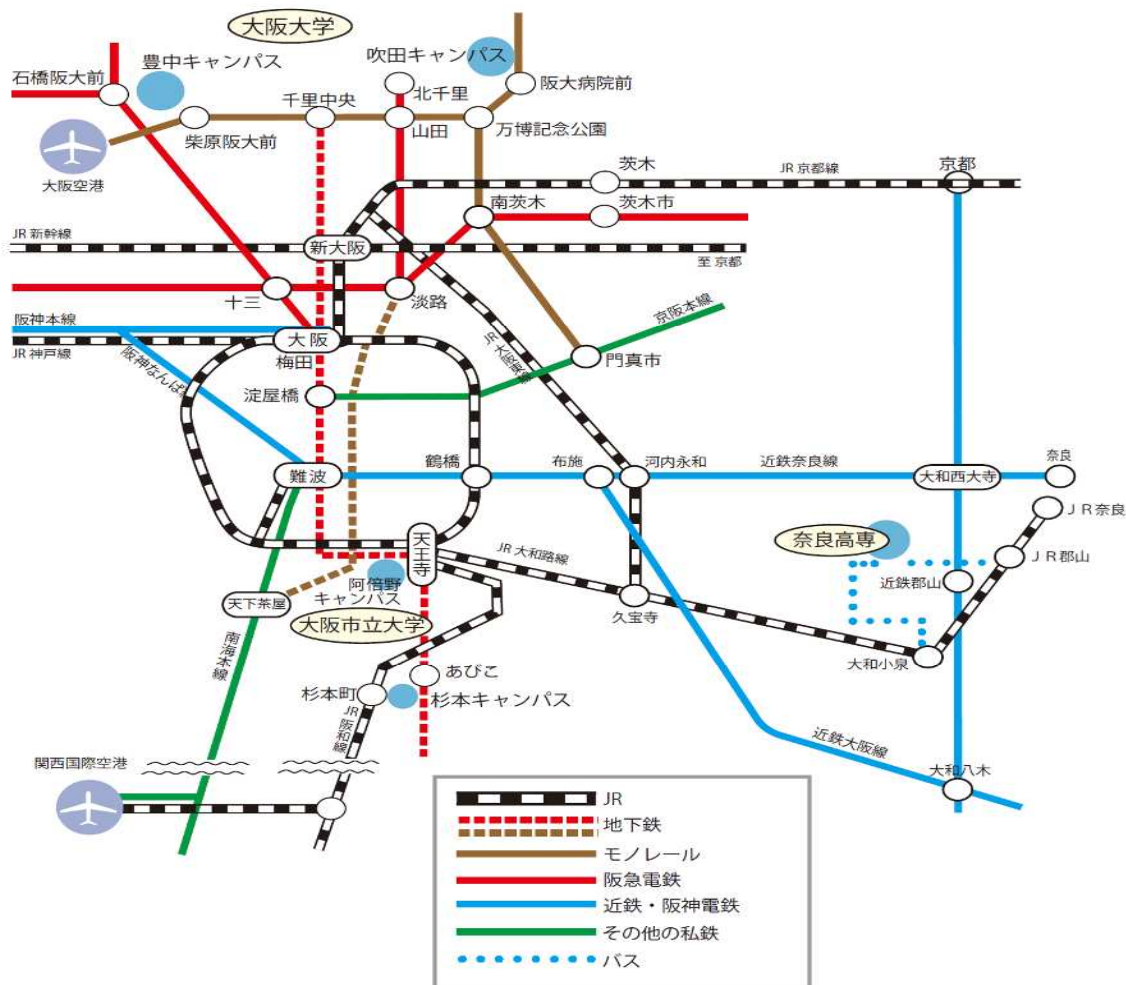 大阪大学
豊中キャンパス
吹田キャンパス
石橋阪大前
北千里
阪大病院前
千里中央
柴原阪大前
山田
万博記念公園
大阪空港
茨木
JR 京都線
京都
南茨木
茨木市
JR 新幹線
新大阪
至 京都
十三
淡路
京阪本線
阪神本線
大阪
JR 神戸線
梅田
阪神なんば
JR 大阪東線
門真市
淀屋橋
難波
鶴橋
布施
河内永和
近鉄奈良線
大和西大寺
奈良
JR奈良
奈良高専
天王寺
JR 大和路線
JR郡山
近鉄郡山
阿倍野
キャンパス
天下茶屋
久宝寺
大阪市立大学
大和小泉
南海本線
あびこ
杉本町
杉本キャンパス
JR 阪和線
近鉄大阪線
関西国際空港
大和八木
JR
地下鉄
モノレール
阪急電鉄
近鉄・阪神電鉄
その他の私鉄
バス